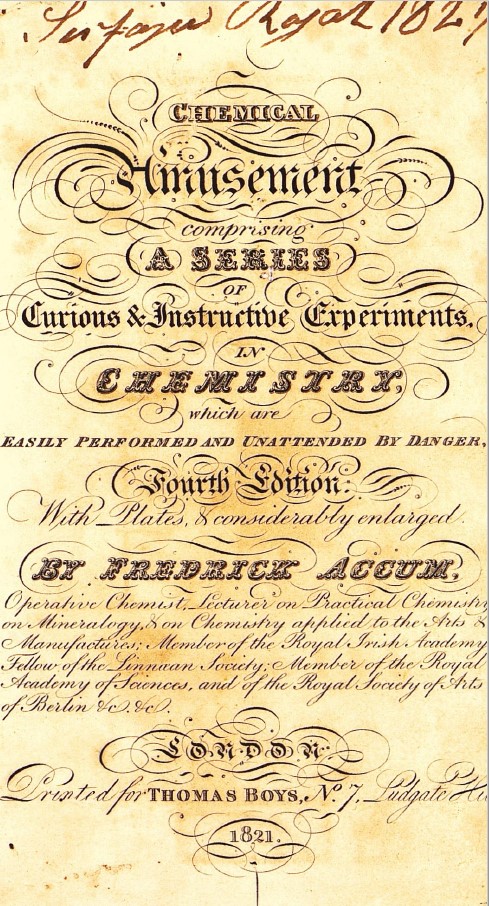 Royal 182
CHEMICAL
Amusement
comprising
A SERIES
OF
Curious & Instructive Experiments,
IN
CHEMISTRY,
which are
EASILY PERFORMED AND UNATTENDED BY DANGER,
Fourth Edition:
With Plates, & considerably enlarged.
BY FREDRICK ACCUM,
Operative Chemist, Lecturer on Practical Chemistry
on Mineralogy, & on Chemistry applied to the Arts &
Manufactures; Member of the Royal Irish Academy
Fellow of the Linnæan Society; Member of the Royal
Academy of Sciences, and of the Royal Society of Arts
of Berlin &c. &c.
LONDON.
Printed for THOMAS BOYS, No. 7, Ludgate Hi
1821.